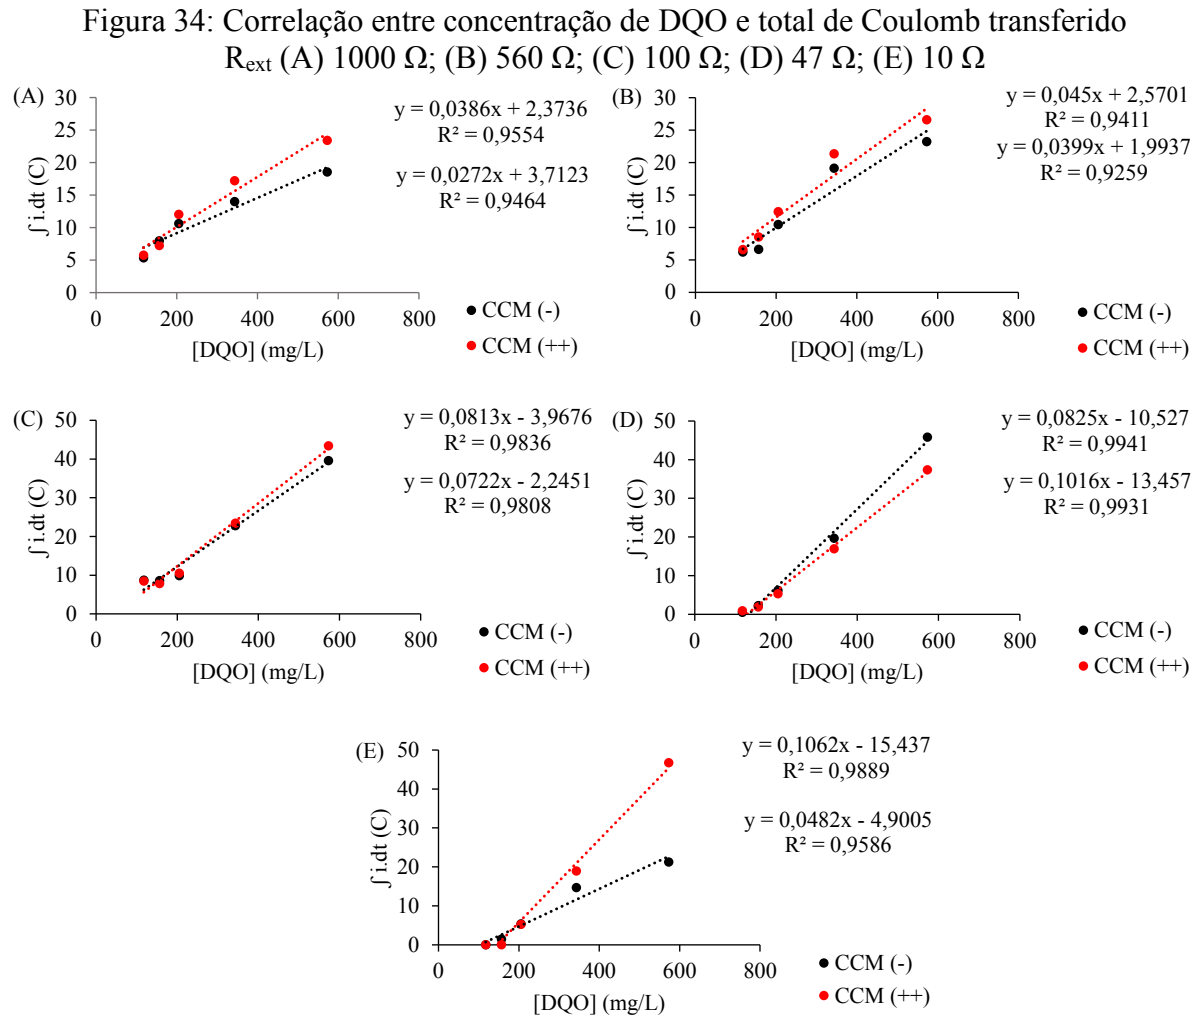 Figura 34: Correlação entre concentração de DQO e total de Coulomb transferido
Rext (A) 1000 Ω; (B) 560 Ω; (C) 100 Ω; (D) 47 Ω; (E) 10 Ω
(A)
30
25
20
15
10
5
0
∫ i.dt (C)
y = 0,0386x + 2,3736
R² = 0,9554
y = 0,0272x + 3,7123
R² = 0,9464
0 200 400 600 800
[DQO] (mg/L)
CCM (-)
CCM (++)
(B)
30
25
20
15
10
5
0
∫ i.dt (C)
y = 0,045x + 2,5701
R² = 0,9411
y = 0,0399x + 1,9937
R² = 0,9259
0 200 400 600 800
[DQO] (mg/L)
CCM (-)
CCM (++)
(C)
50
40
30
20
10
0
∫ i.dt (C)
y = 0,0813x - 3,9676
R² = 0,9836
y = 0,0722x - 2,2451
R² = 0,9808
0 200 400 600 800
[DQO] (mg/L)
CCM (-)
CCM (++)
(D)
50
40
30
20
10
0
∫ i.dt (C)
y = 0,0825x - 10,527
R² = 0,9941
y = 0,1016x - 13,457
R² = 0,9931
0 200 400 600 800
[DQO] (mg/L)
CCM (-)
CCM (++)
(E)
50
40
30
20
10
0
∫ i.dt (C)
y = 0,1062x - 15,437
R² = 0,9889
y = 0,0482x - 4,9005
R² = 0,9586
0 200 400 600 800
[DQO] (mg/L)
CCM (-)
CCM (++)